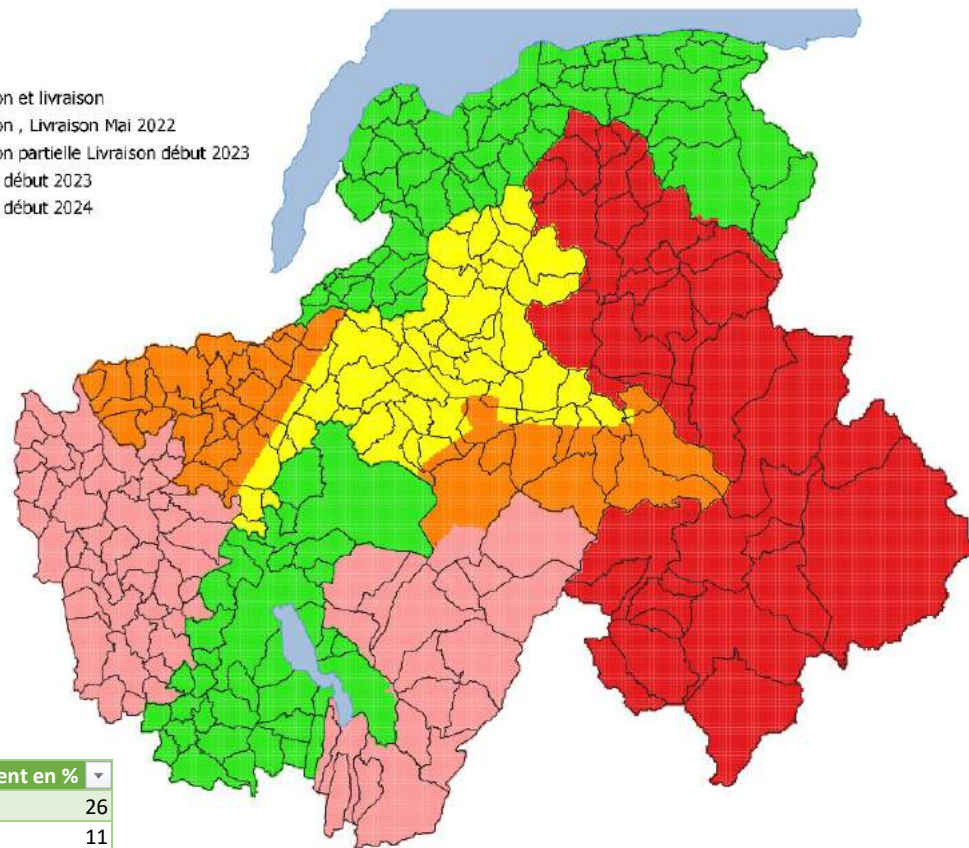 on et livraison
on , Livraison Mai 2022
on partielle Livraison début 2023
début 2023
début 2024
ent en %
26
11